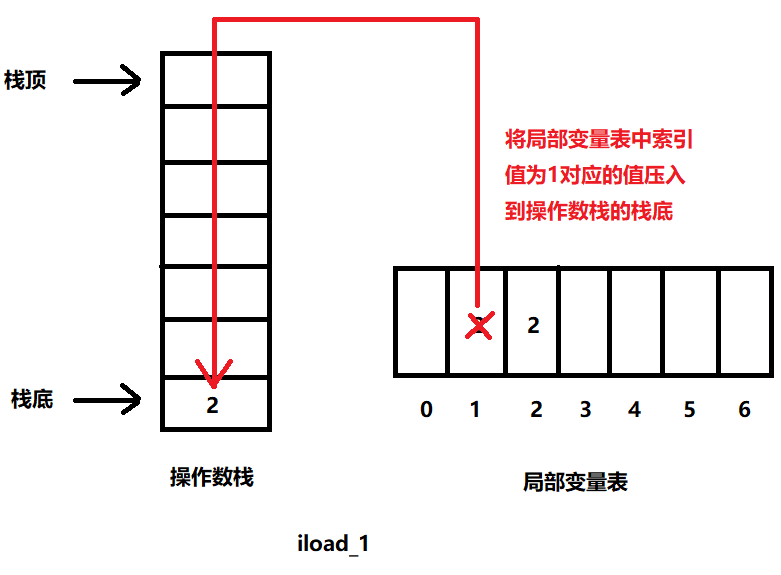 栈顶
将局部变量表中索引
值为1对应的值压入
到操作数栈的栈底
2
栈底
2
0 1 2 3 4 5 6
操作数栈
局部变量表
iload_1